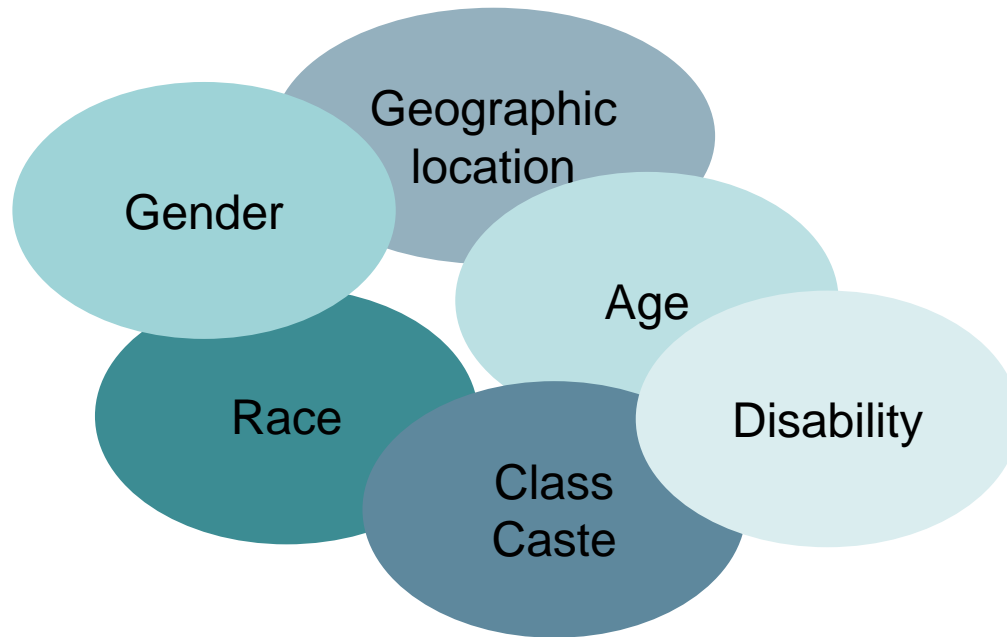 Geographic
location
Gender
Age
Race
Disability
Class
Caste